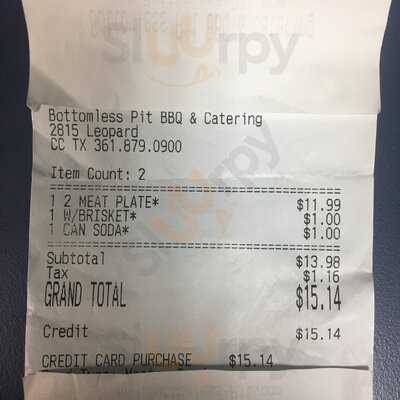 Sluurpy
Bottomless Pit BBQ & Catering
2815 Leopard
CC TX 361.879.0900
Item Count: 2
1 2 MEAT PLATE* $11.99
1 W/BRISKET* $1.00
1 CAN SODA* $1.00
Subtotal $13.98
Tax $1.16
GRAND TOTAL $15.14
Credit $15.14
CREDIT CARD PURCHASE $15.14